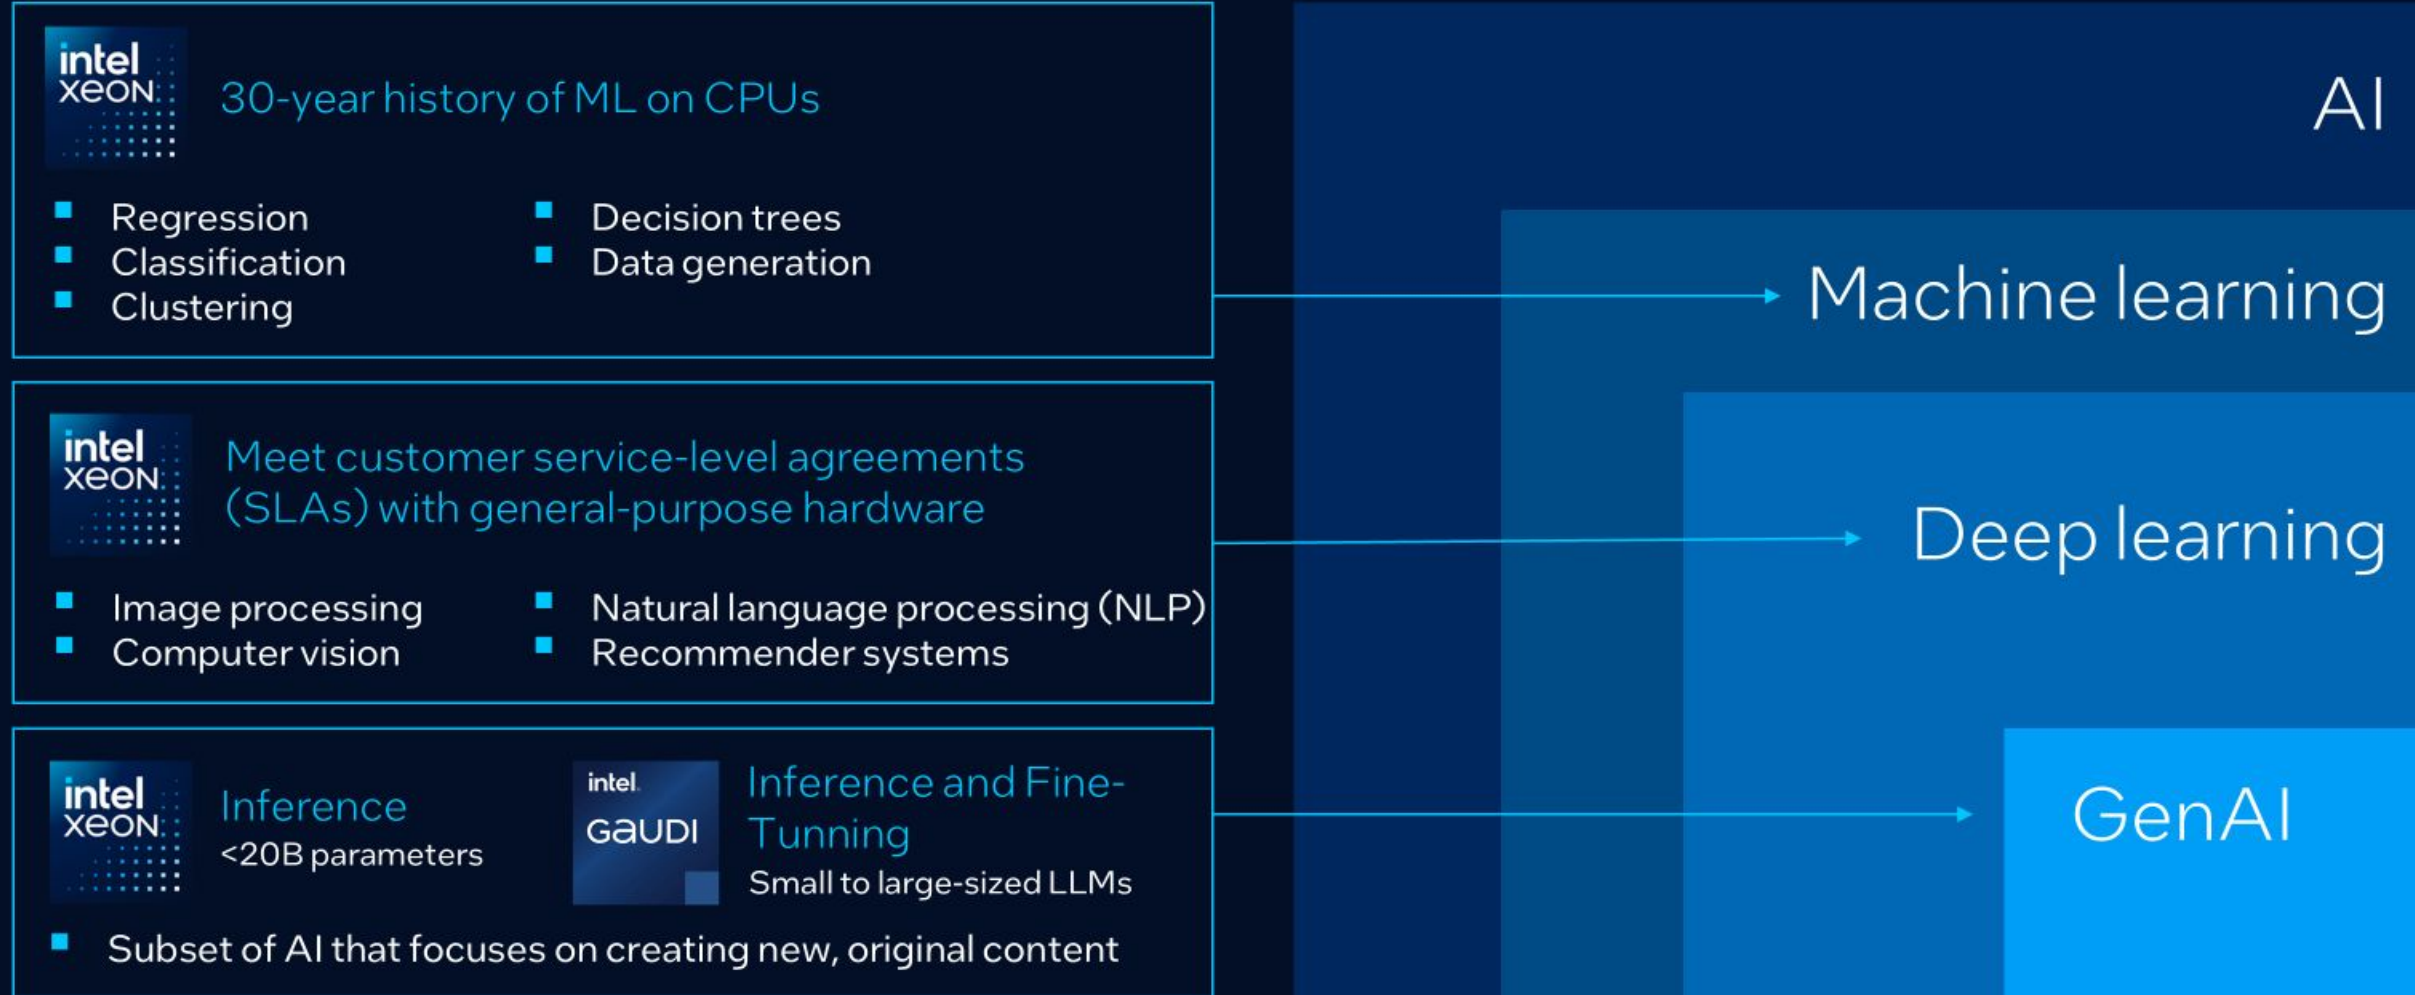 intel
xeon
30-year history of ML on CPUs
Regression
Classification
Clustering
Decision trees
Data generation
intel
xeon
Meet customer service-level agreements
(SLAs) with general-purpose hardware
Image processing
Computer vision
Natural language processing (NLP)
Recommender systems
intel
xeon
Inference
<20B parameters
intel.
GAUDI
Inference and Fine-
Tunning
Small to large-sized LLMs
Subset of AI that focuses on creating new, original content
AI
Machine learning
Deep learning
GenAI